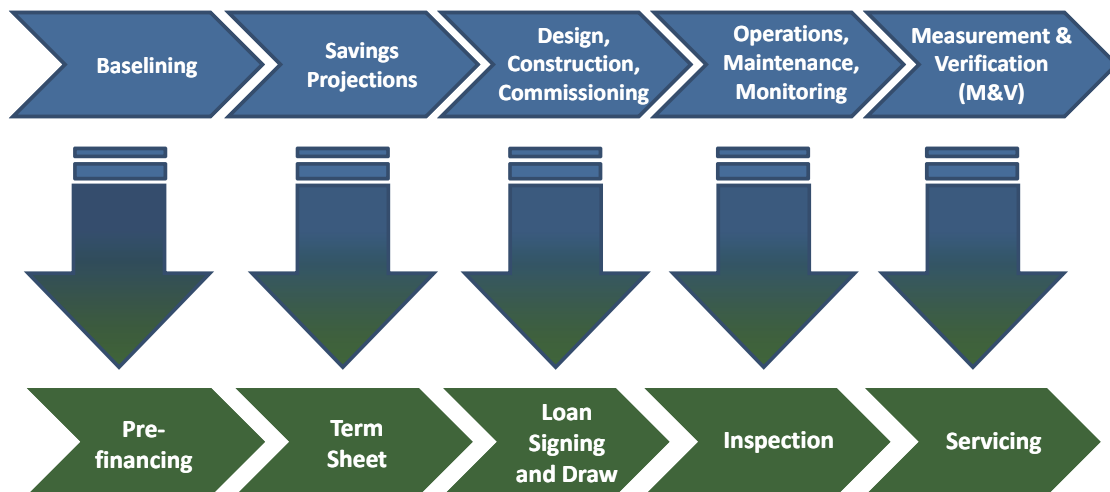 Baselining
Savings
Projections
Design,
Construction,
Commissioning
Operations,
Maintenance,
Monitoring
Measurement &
Verification
(M&V)
Pre-
financing
Term
Sheet
Loan
Signing
and Draw
Inspection
Servicing